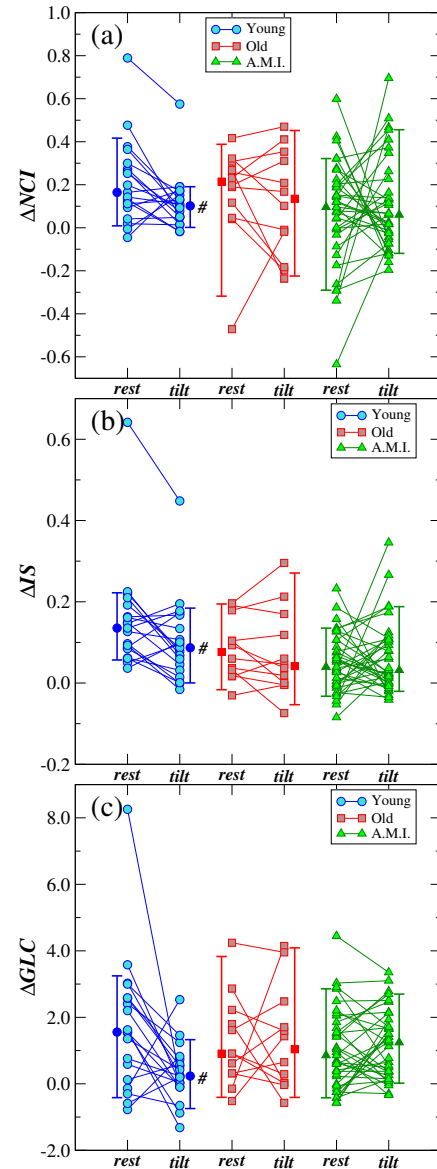 (a)
Young
Old
A.M.I.
1.0
0.8
0.6
0.4
0.2
0.0
-0.2
-0.4
-0.6
ΔNCI
#
rest tilt rest tilt rest tilt
(b)
Young
Old
A.M.I.
0.6
0.4
0.2
0.0
-0.2
ΔIS
#
rest tilt rest tilt rest tilt
(c)
Young
Old
A.M.I.
8.0
6.0
4.0
2.0
0.0
-2.0
ΔGLC
#
rest tilt rest tilt rest tilt